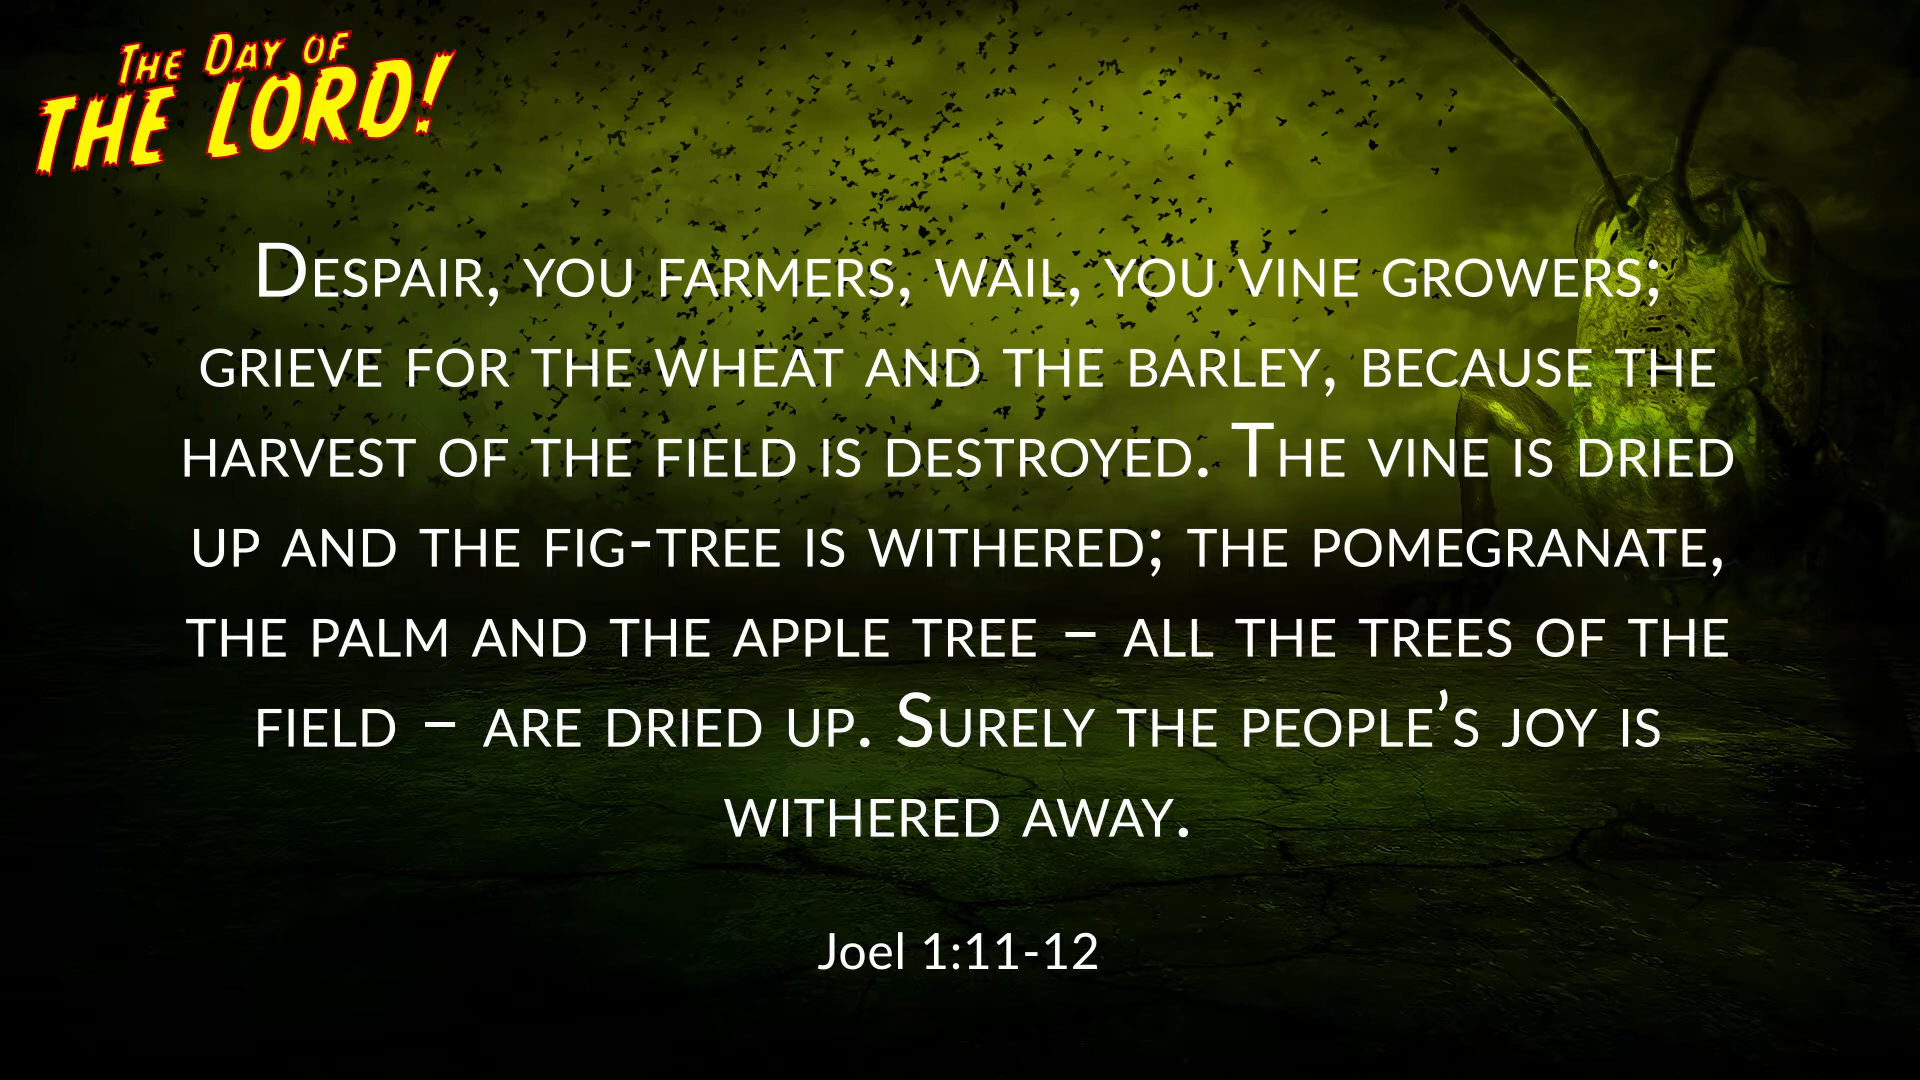 The Day of
THE LORD!
Despair, you farmers, wail, you vine growers;
grieve for the wheat and the barley, because the
harvest of the field is destroyed. The vine is dried
up and the fig-tree is withered; the pomegranate,
the palm and the apple tree – all the trees of the
field – are dried up. Surely the people’s joy is
withered away.
Joel 1:11-12